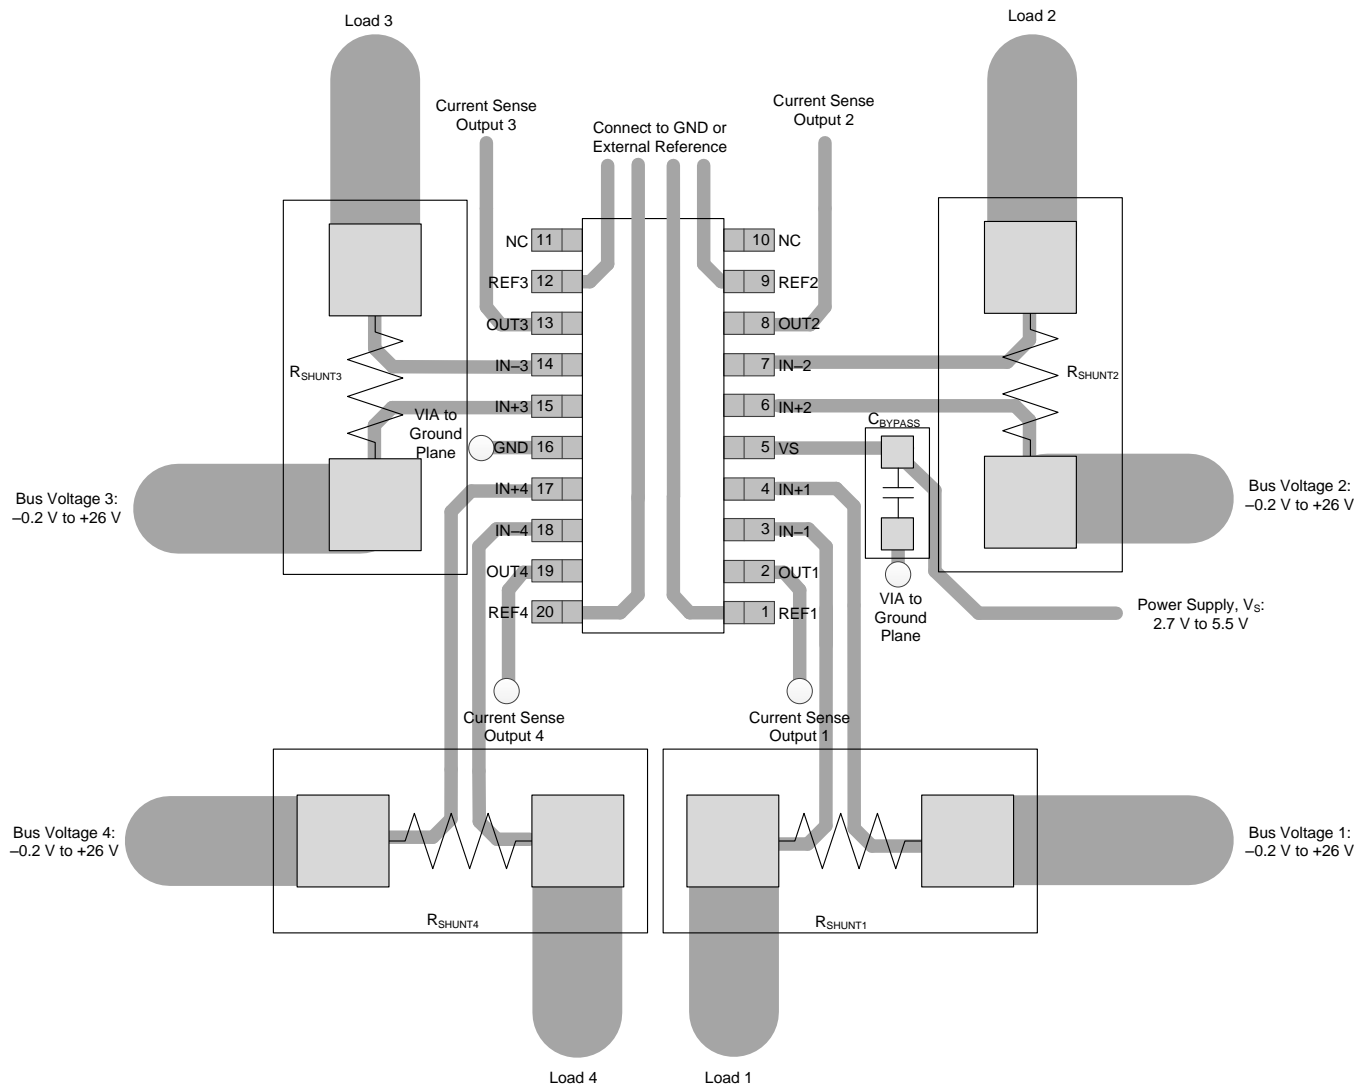 Load 3
Load 2
Current Sense
Output 3
Connect to GND or
External Reference
Current Sense
Output 2
NC 11
10 NC
REF3 12
9 REF2
OUT3 13
8 OUT2
IN–3 14
7 IN–2
IN+3 15
6 IN+2
GND 16
5 VS
IN+4 17
4 IN+1
IN–4 18
3 IN–1
OUT4 19
2 OUT1
REF4 20
1 REF1
RSHUNT3
RSHUNT2
VIA to
Ground
Plane
CBYPASS
Bus Voltage 3:
–0.2 V to +26 V
Bus Voltage 2:
–0.2 V to +26 V
VIA to
Ground
Plane
Power Supply, VS:
2.7 V to 5.5 V
Current Sense
Output 4
Current Sense
Output 1
Bus Voltage 4:
–0.2 V to +26 V
Bus Voltage 1:
–0.2 V to +26 V
RSHUNT4
RSHUNT1
Load 4
Load 1